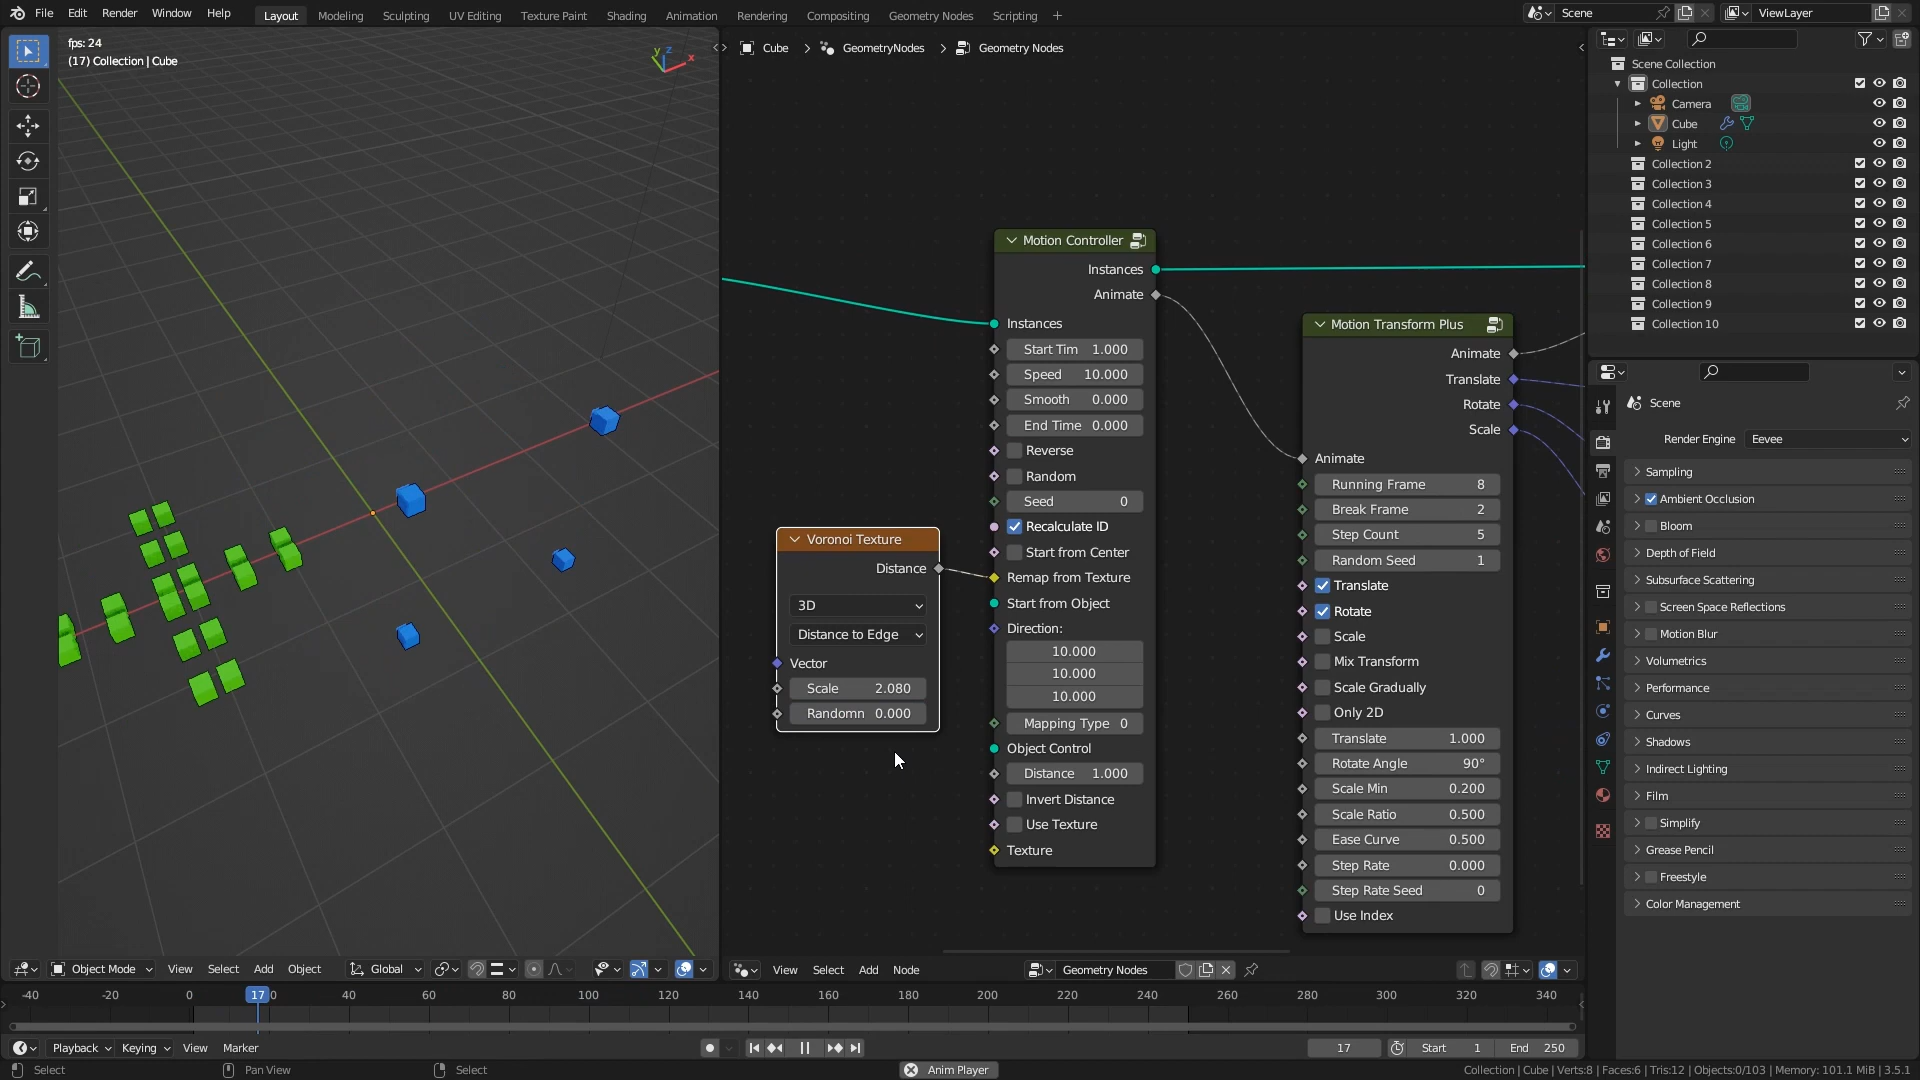 File Edit Render Window Help
Layout Modeling Sculpting UV Editing Texture Paint Shading Animation Rendering Compositing Geometry Nodes Scripting +
Scene
ViewLayer
fps: 24
(17) Collection | Cube
y z x
Cube > GeometryNodes > Geometry Nodes
Motion Controller
Instances
Animate
Instances
Start Tim 1.000
Speed 10.000
Smooth 0.000
End Time 0.000
Reverse
Random
Seed 0
Recalculate ID
Start from Center
Remap from Texture
Start from Object
Direction:
10.000
10.000
10.000
Mapping Type 0
Object Control
Distance 1.000
Invert Distance
Use Texture
Texture
Voronoi Texture
Distance
3D
Distance to Edge
Vector
Scale 2.080
Randomn 0.000
Motion Transform Plus
Animate
Translate
Rotate
Scale
Animate
Running Frame 8
Break Frame 2
Step Count 5
Random Seed 1
Translate
Rotate
Scale
Mix Transform
Scale Gradually
Only 2D
Translate 1.000
Rotate Angle 90°
Scale Min 0.200
Scale Ratio 0.500
Ease Curve 0.500
Step Rate 0.000
Step Rate Seed 0
Use Index
Scene Collection
Collection
Camera
Cube
Light
Collection 2
Collection 3
Collection 4
Collection 5
Collection 6
Collection 7
Collection 8
Collection 9
Collection 10
Scene
Render Engine Eevee
Sampling
Ambient Occlusion
Bloom
Depth of Field
Subsurface Scattering
Screen Space Reflections
Motion Blur
Volumetrics
Performance
Curves
Shadows
Indirect Lighting
Film
Simplify
Grease Pencil
Freestyle
Color Management
Object Mode View Select Add Object Global
View Select Add Node Geometry Nodes
-40 -20 0 17 0 40 60 80 100 120 140 160 180 200 220 240 260 280 300 320 340
Playback Keying View Marker 17 Start 1 End 250
Select Pan View Select Anim Player Collection | Cube | Verts:8 | Faces:6 | Tris:12 | Objects:0/103 | Memory: 101.1 MiB | 3.5.1